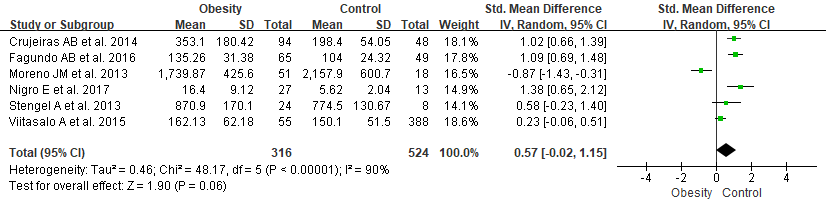 Obesity Control Std. Mean Difference Std. Mean Difference
Study or Subgroup Mean SD Total Mean SD Total Weight IV, Random, 95% CI IV, Random, 95% CI
Crujeiras AB et al. 2014 353.1 180.42 94 198.4 54.05 48 18.1% 1.02 [0.66, 1.39]
Fagundo AB et al. 2016 135.26 31.38 65 104 24.32 49 17.8% 1.09 [0.69, 1.48]
Moreno JM et al. 2013 1,739.87 425.6 51 2,157.9 600.7 18 16.4% -0.87 [-1.43, -0.31]
Nigro E et al. 2017 16.4 9.12 27 5.62 2.04 13 14.8% 1.38 [0.65, 2.12]
Stengel A et al. 2013 870.9 170.1 24 774.5 130.67 8 14.2% 0.58 [-0.23, 1.40]
Viitasalo A et al. 2015 162.13 62.18 55 150.1 51.5 388 18.6% 0.23 [-0.06, 0.51]
Total (95% CI) 316 524 100.0% 0.57 [-0.02, 1.15]
Heterogeneity: Tau² = 0.46; Chi² = 48.17, df = 5 (P < 0.00001); I² = 90%
Test for overall effect: Z = 1.90 (P = 0.06)
-4 -2 0 2 4
Obesity Control